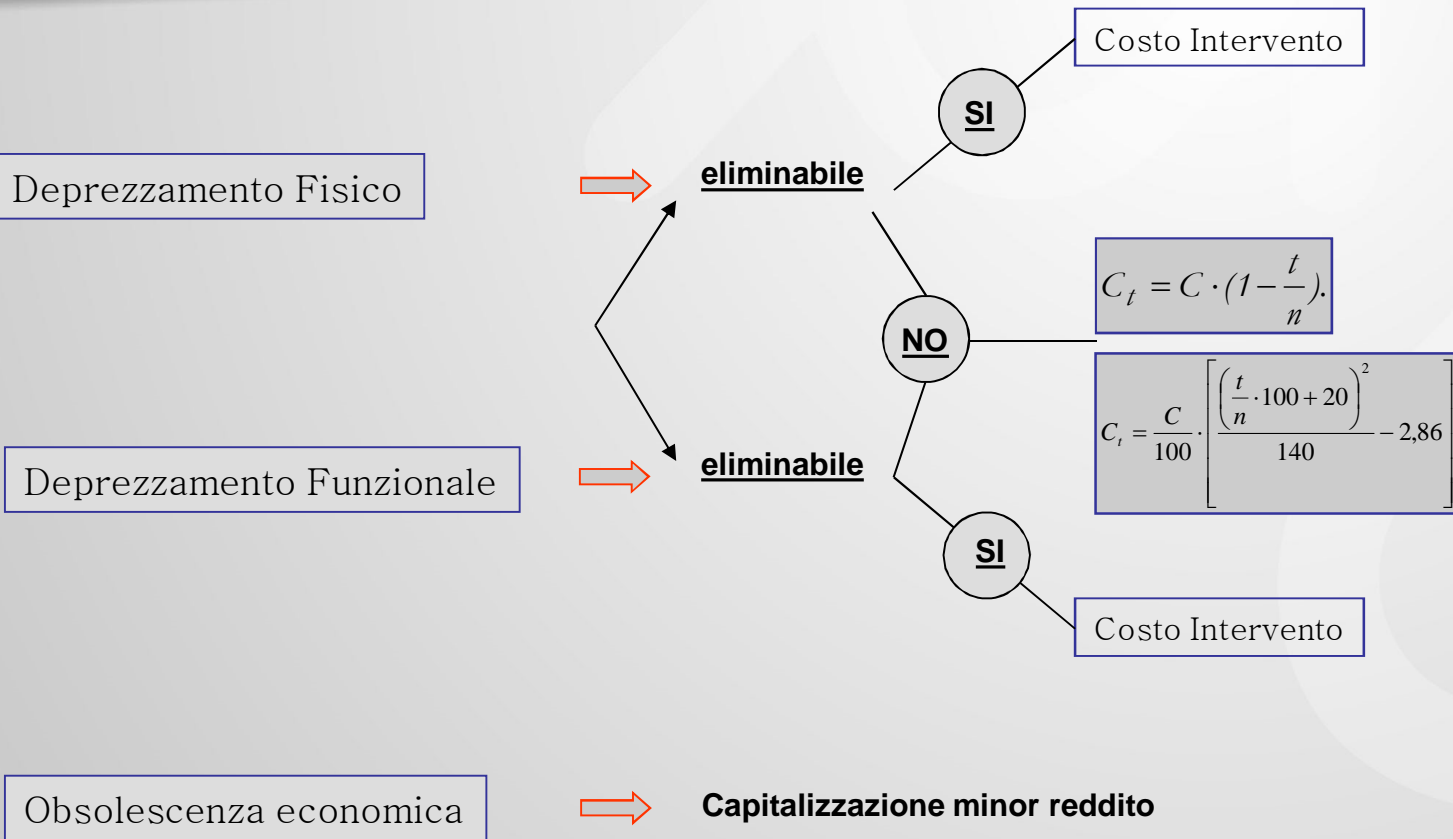 Costo Intervento
SI
Deprezzamento Fisico
eliminabile
C_t = C · (1 − t/n).
NO
C_t = C/100 · [ (t/n · 100 + 20)² / 140 − 2,86 ]
Deprezzamento Funzionale
eliminabile
SI
Costo Intervento
Obsolescenza economica
Capitalizzazione minor reddito